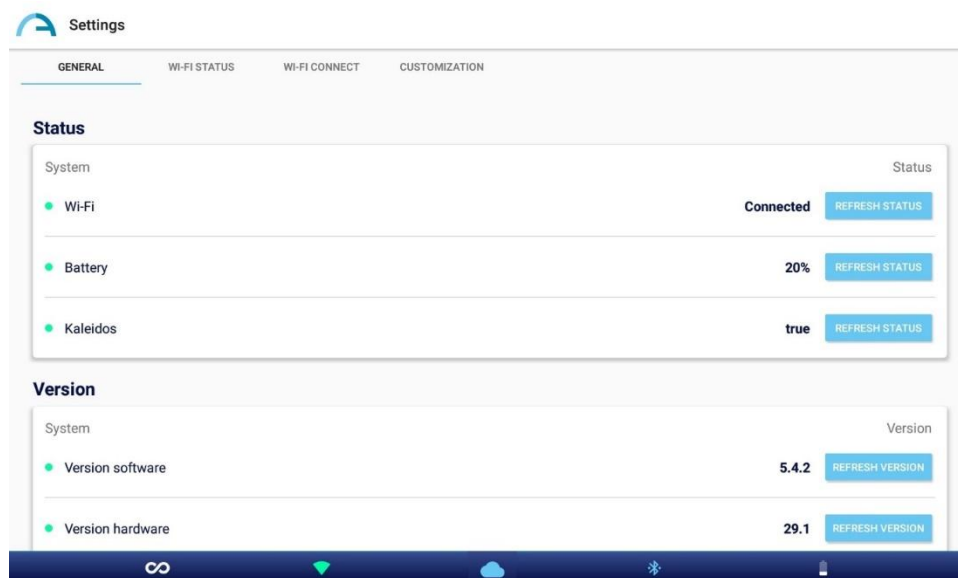 Settings
GENERAL WI-FI STATUS WI-FI CONNECT CUSTOMIZATION
Status
System Status
Wi-Fi Connected REFRESH STATUS
Battery 20% REFRESH STATUS
Kaleidos true REFRESH STATUS
Version
System Version
Version software 5.4.2 REFRESH VERSION
Version hardware 29.1 REFRESH VERSION